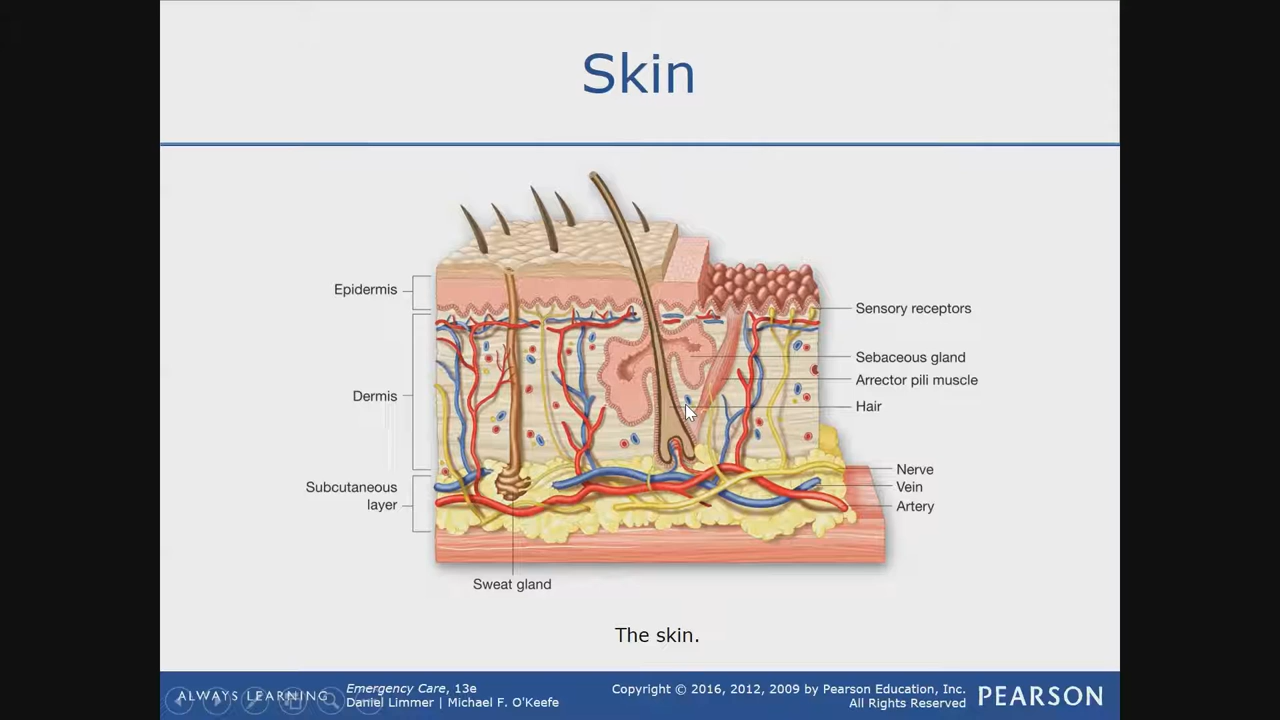 Skin
Epidermis
Dermis
Subcutaneous
layer
Sensory receptors
Sebaceous gland
Arrector pili muscle
Hair
Nerve
Vein
Artery
Sweat gland
The skin.
ALWAYS LEARNING
Emergency Care, 13e
Daniel Limmer | Michael F. O'Keefe
Copyright © 2016, 2012, 2009 by Pearson Education, Inc.
All Rights Reserved
PEARSON